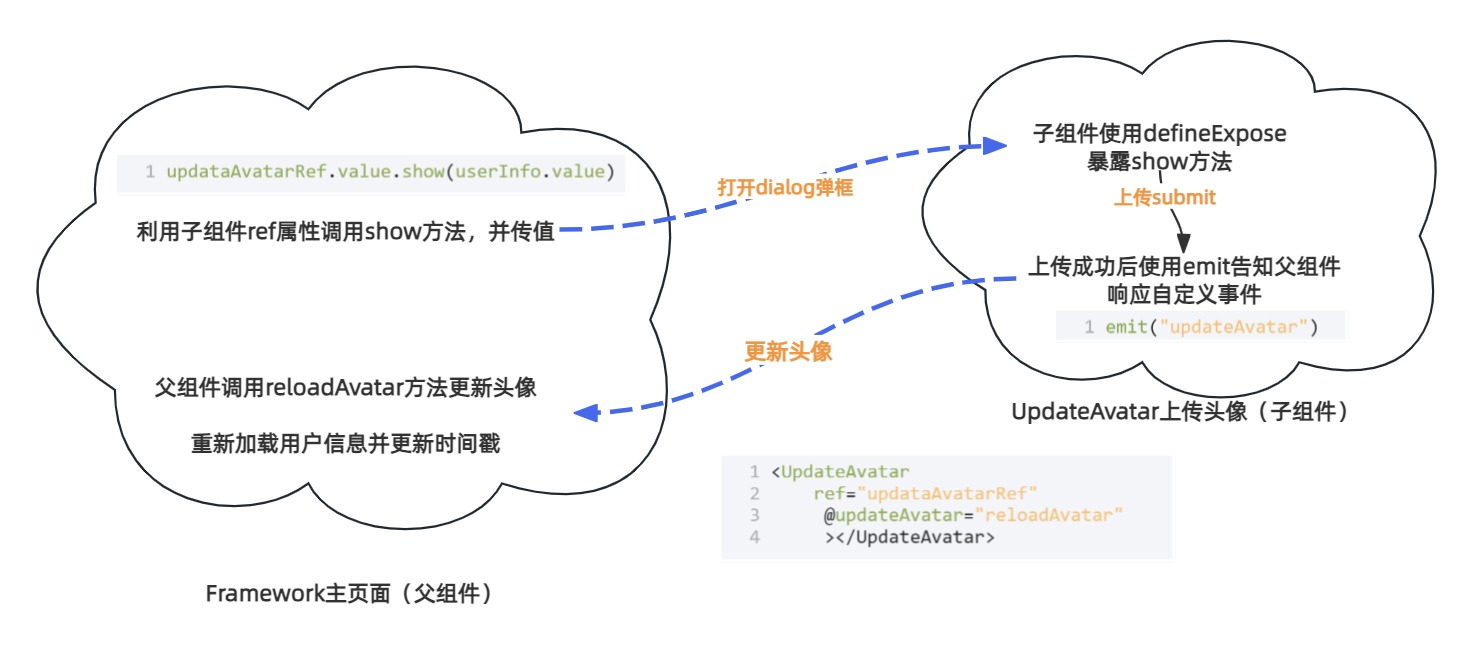 1 updataAvatarRef.value.show(userInfo.value)
利用子组件ref属性调用show方法，并传值
打开dialog弹框
子组件使用defineExpose
暴露show方法
上传submit
上传成功后使用emit告知父组件
响应自定义事件
1 emit("updateAvatar")
UpdateAvatar上传头像（子组件）
更新头像
父组件调用reloadAvatar方法更新头像
重新加载用户信息并更新时间戳
1 <UpdateAvatar
2 ref="updataAvatarRef"
3 @updateAvatar="reloadAvatar"
4 ></UpdateAvatar>
Framework主页面（父组件）